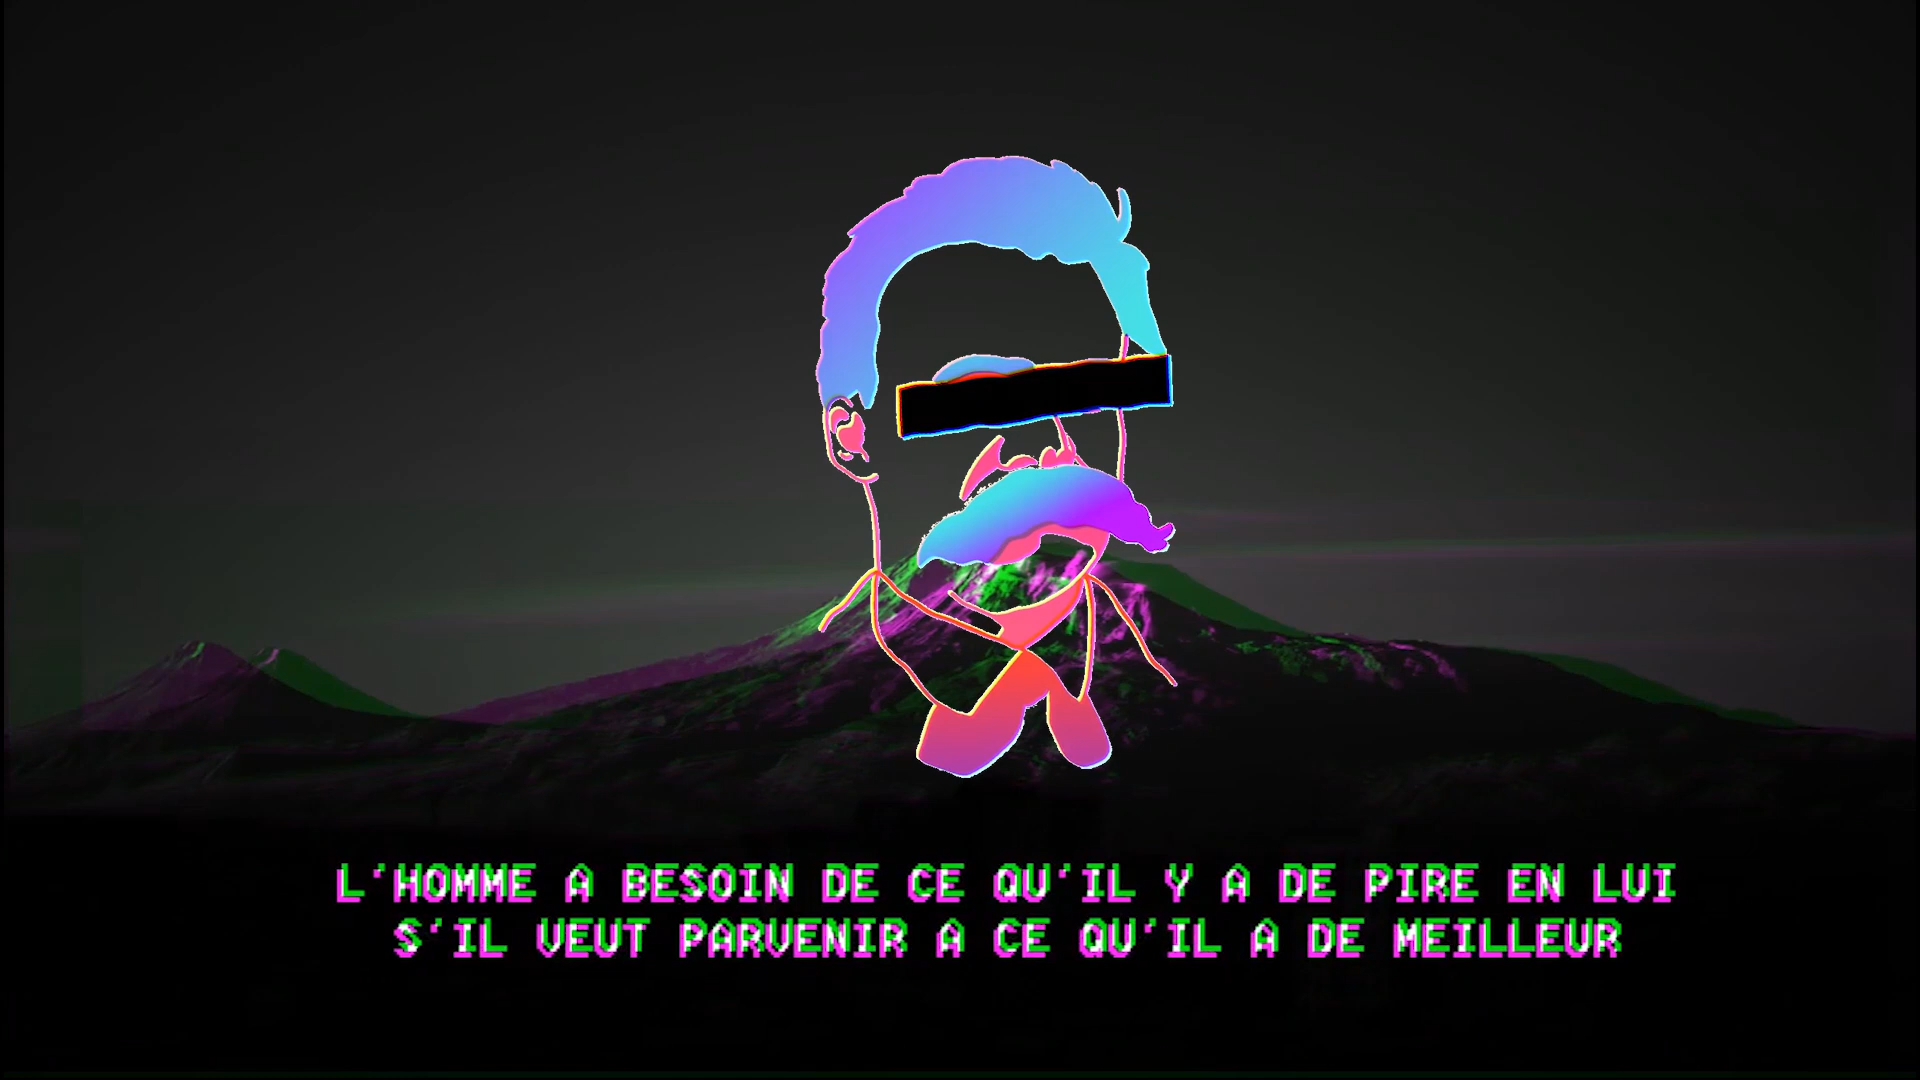 L'HOMME A BESOIN DE CE QU'IL Y A DE PIRE EN LUI
S'IL VEUT PARVENIR A CE QU'IL A DE MEILLEUR